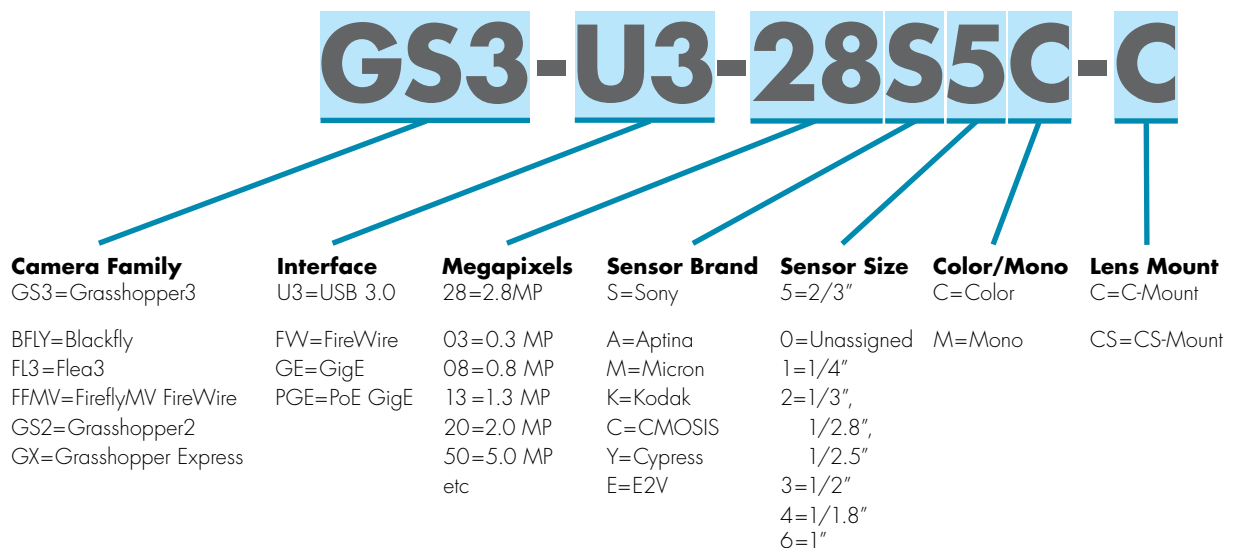 GS3-U3-28S5C-C
Camera Family
GS3=Grasshopper3
BFLY=Blackfly
FL3=Flea3
FFMV=FireflyMV FireWire
GS2=Grasshopper2
GX=Grasshopper Express
Interface
U3=USB 3.0
FW=FireWire
GE=GigE
PGE=PoE GigE
Megapixels
28=2.8MP
03=0.3 MP
08=0.8 MP
13=1.3 MP
20=2.0 MP
50=5.0 MP
etc
Sensor Brand
S=Sony
A=Aptina
M=Micron
K=Kodak
C=CMOSIS
Y=Cypress
E=E2V
Sensor Size
5=2/3"
0=Unassigned
1=1/4"
2=1/3",
1/2.8",
1/2.5"
3=1/2"
4=1/1.8"
6=1"
Color/Mono
C=Color
M=Mono
Lens Mount
C=C-Mount
CS=CS-Mount